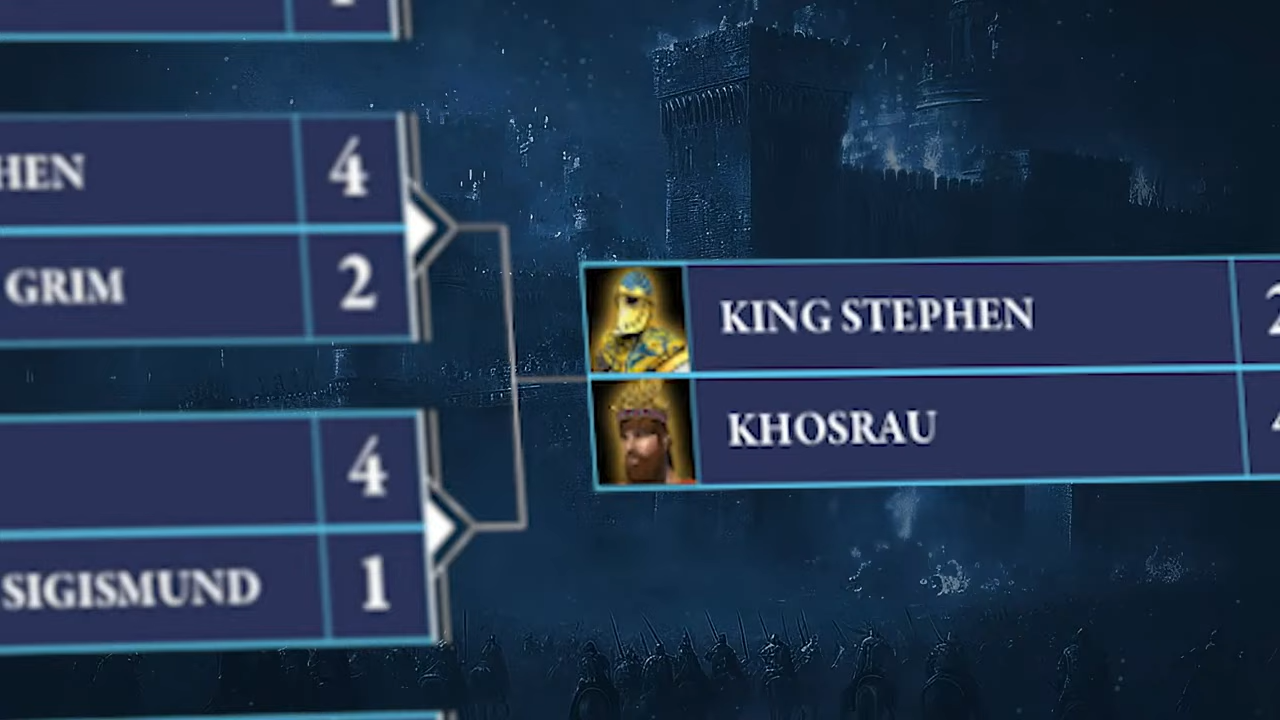 HEN 4
GRIM 2
KING STEPHEN
KHOSRAU
4
SIGISMUND 1